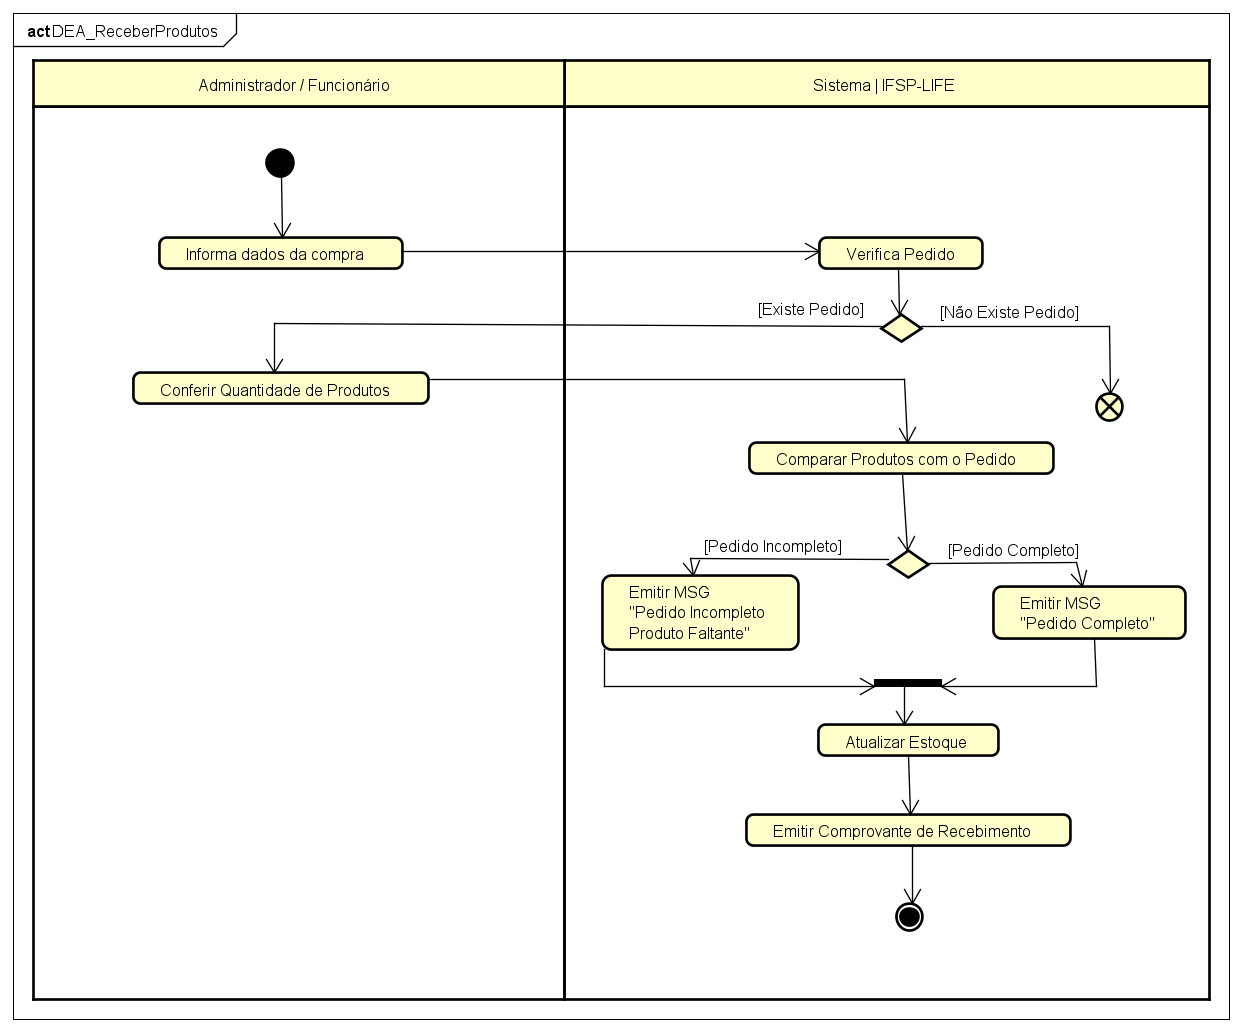 act DEA_ReceberProdutos
Administrador / Funcionário
Sistema | IFSP-LIFE
Informa dados da compra
Verifica Pedido
[Existe Pedido]
[Não Existe Pedido]
Conferir Quantidade de Produtos
Comparar Produtos com o Pedido
[Pedido Incompleto]
[Pedido Completo]
Emitir MSG
"Pedido Incompleto
Produto Faltante"
Emitir MSG
"Pedido Completo"
Atualizar Estoque
Emitir Comprovante de Recebimento